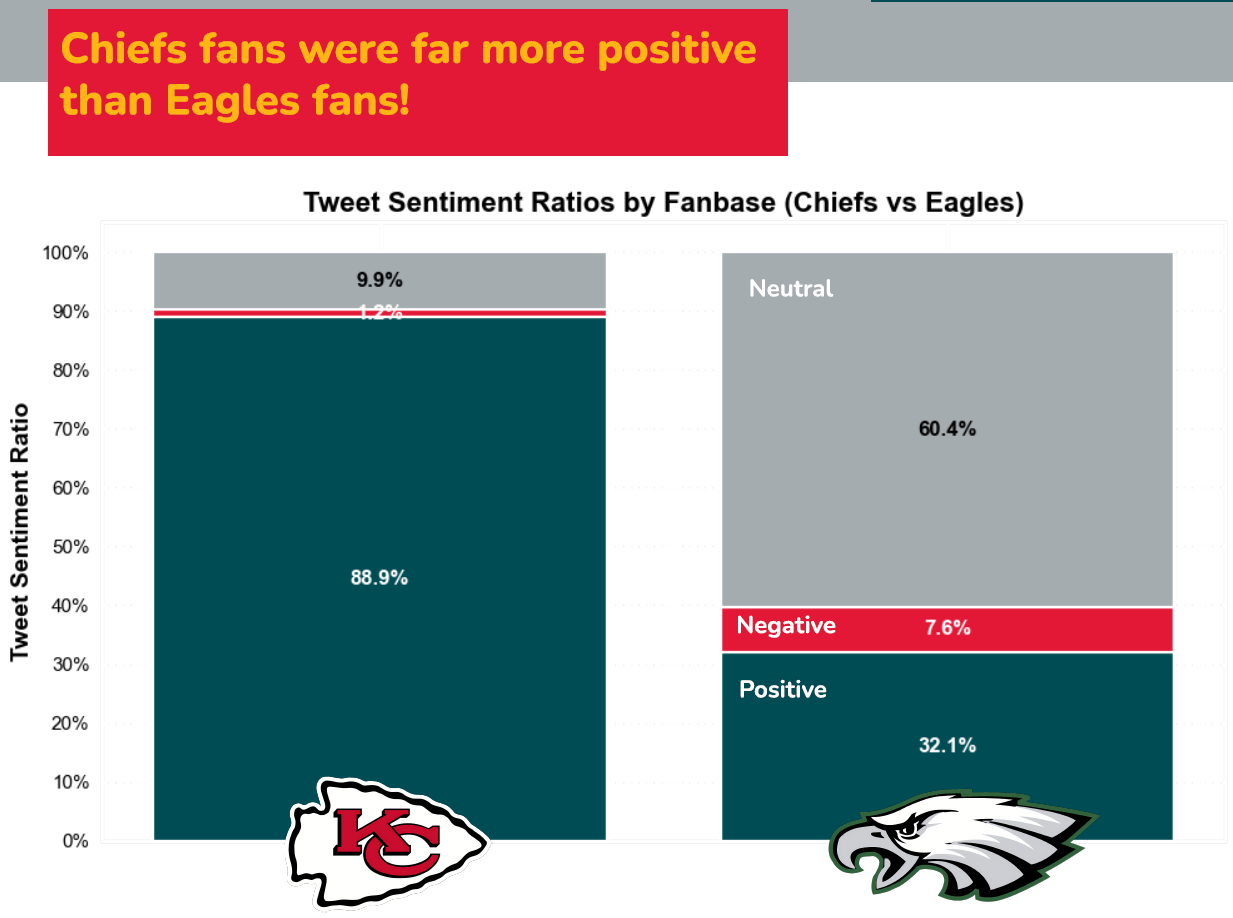 Chiefs fans were far more positive
than Eagles fans!
Tweet Sentiment Ratios by Fanbase (Chiefs vs Eagles)
Tweet Sentiment Ratio
100%
90%
80%
70%
60%
50%
40%
30%
20%
10%
0%
9.9%
1.2%
88.9%
KC
Neutral
60.4%
Negative 7.6%
Positive
32.1%